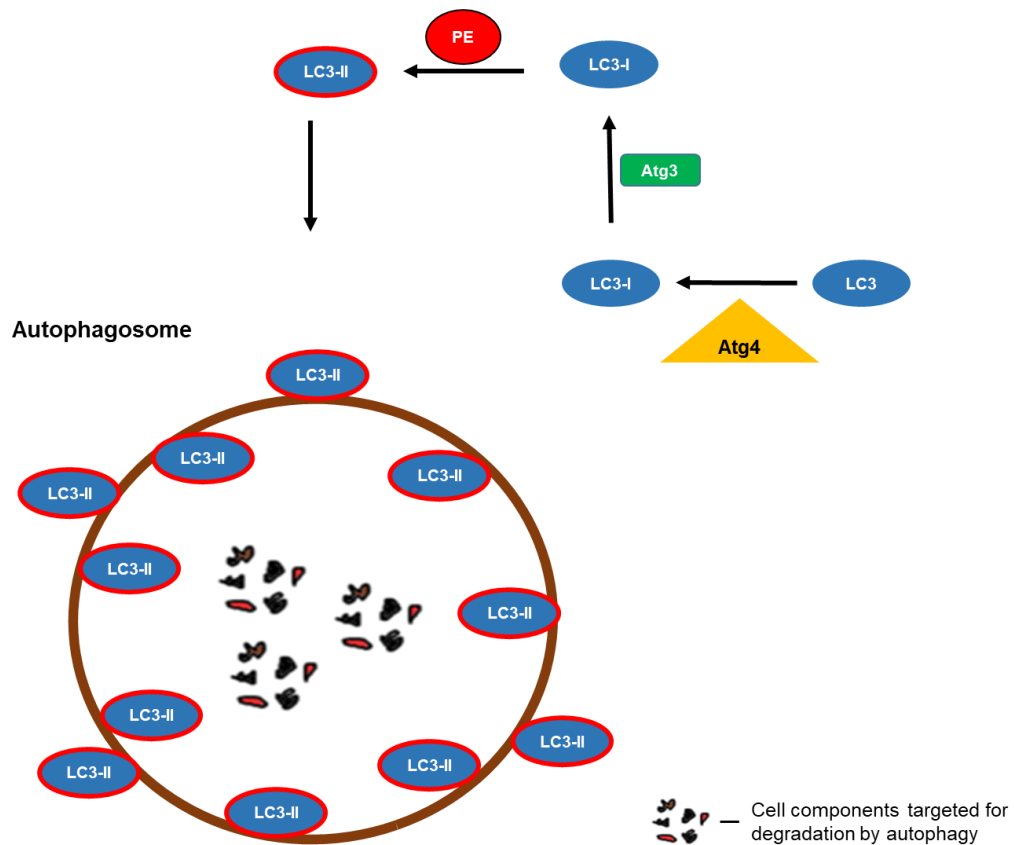 PE
LC3-II
LC3-I
Atg3
LC3-I
LC3
Atg4
Autophagosome
LC3-II
LC3-II
LC3-II
LC3-II
LC3-II
LC3-II
LC3-II
LC3-II
LC3-II
LC3-II
LC3-II
Cell components targeted for
degradation by autophagy